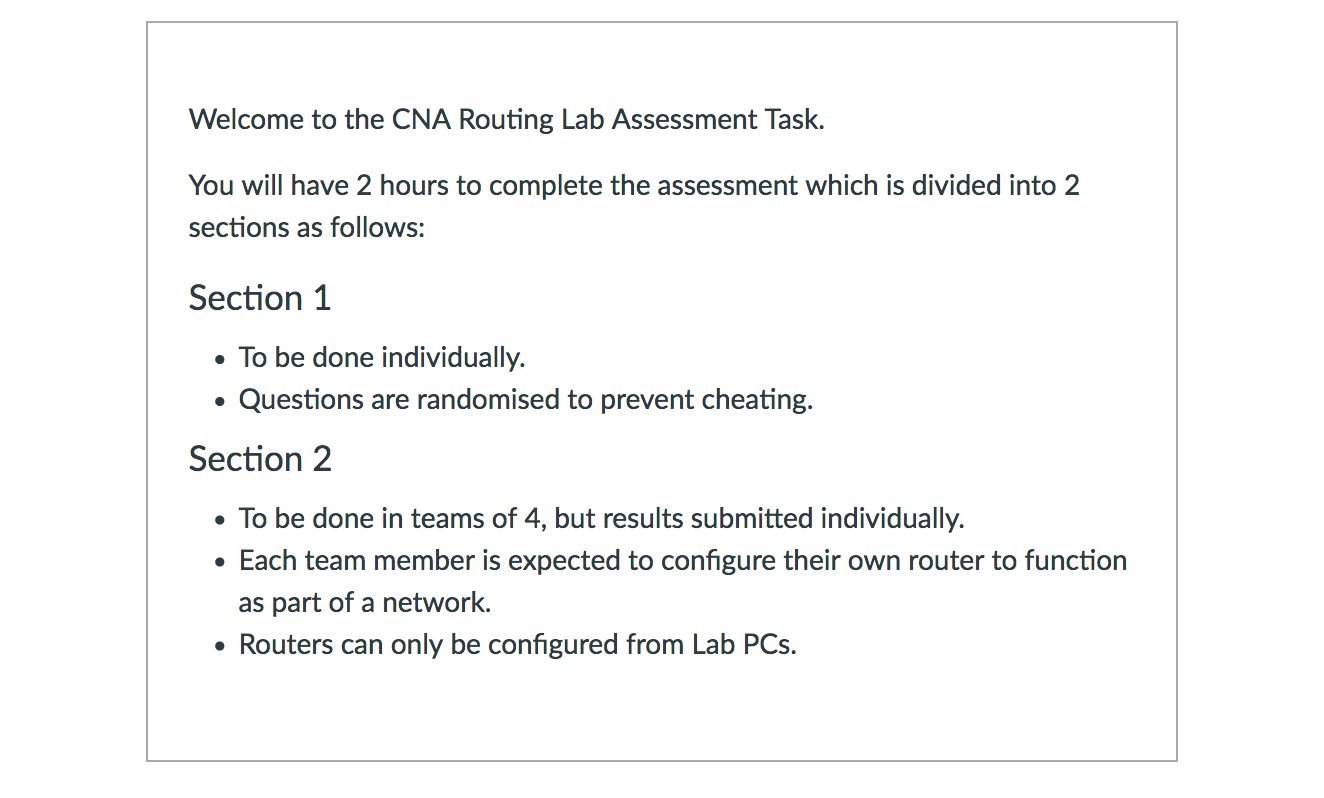 Welcome to the CNA Routing Lab Assessment Task.
You will have 2 hours to complete the assessment which is divided into 2
sections as follows:
Section 1
• To be done individually.
• Questions are randomised to prevent cheating.
Section 2
• To be done in teams of 4, but results submitted individually.
• Each team member is expected to configure their own router to function
as part of a network.
• Routers can only be configured from Lab PCs.